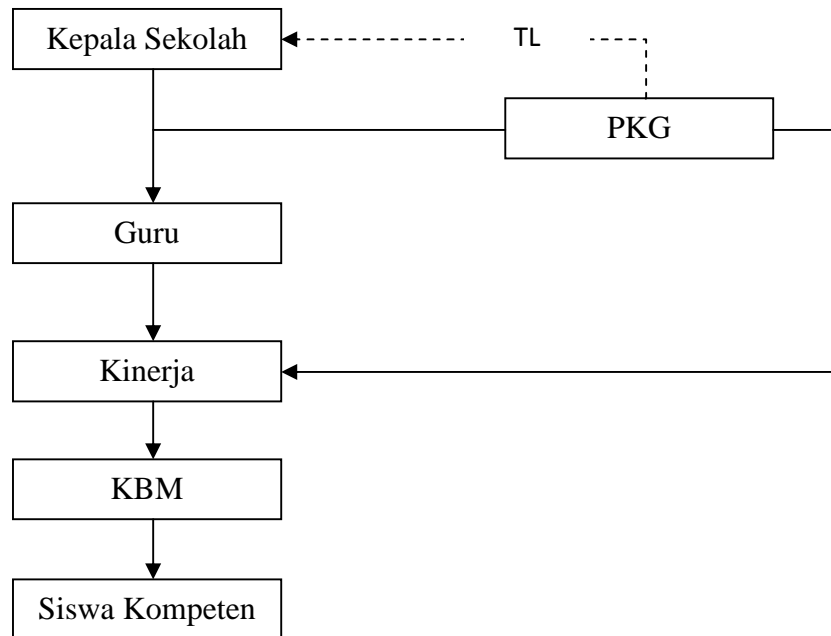 Kepala Sekolah
TL
PKG
Guru
Kinerja
KBM
Siswa Kompeten